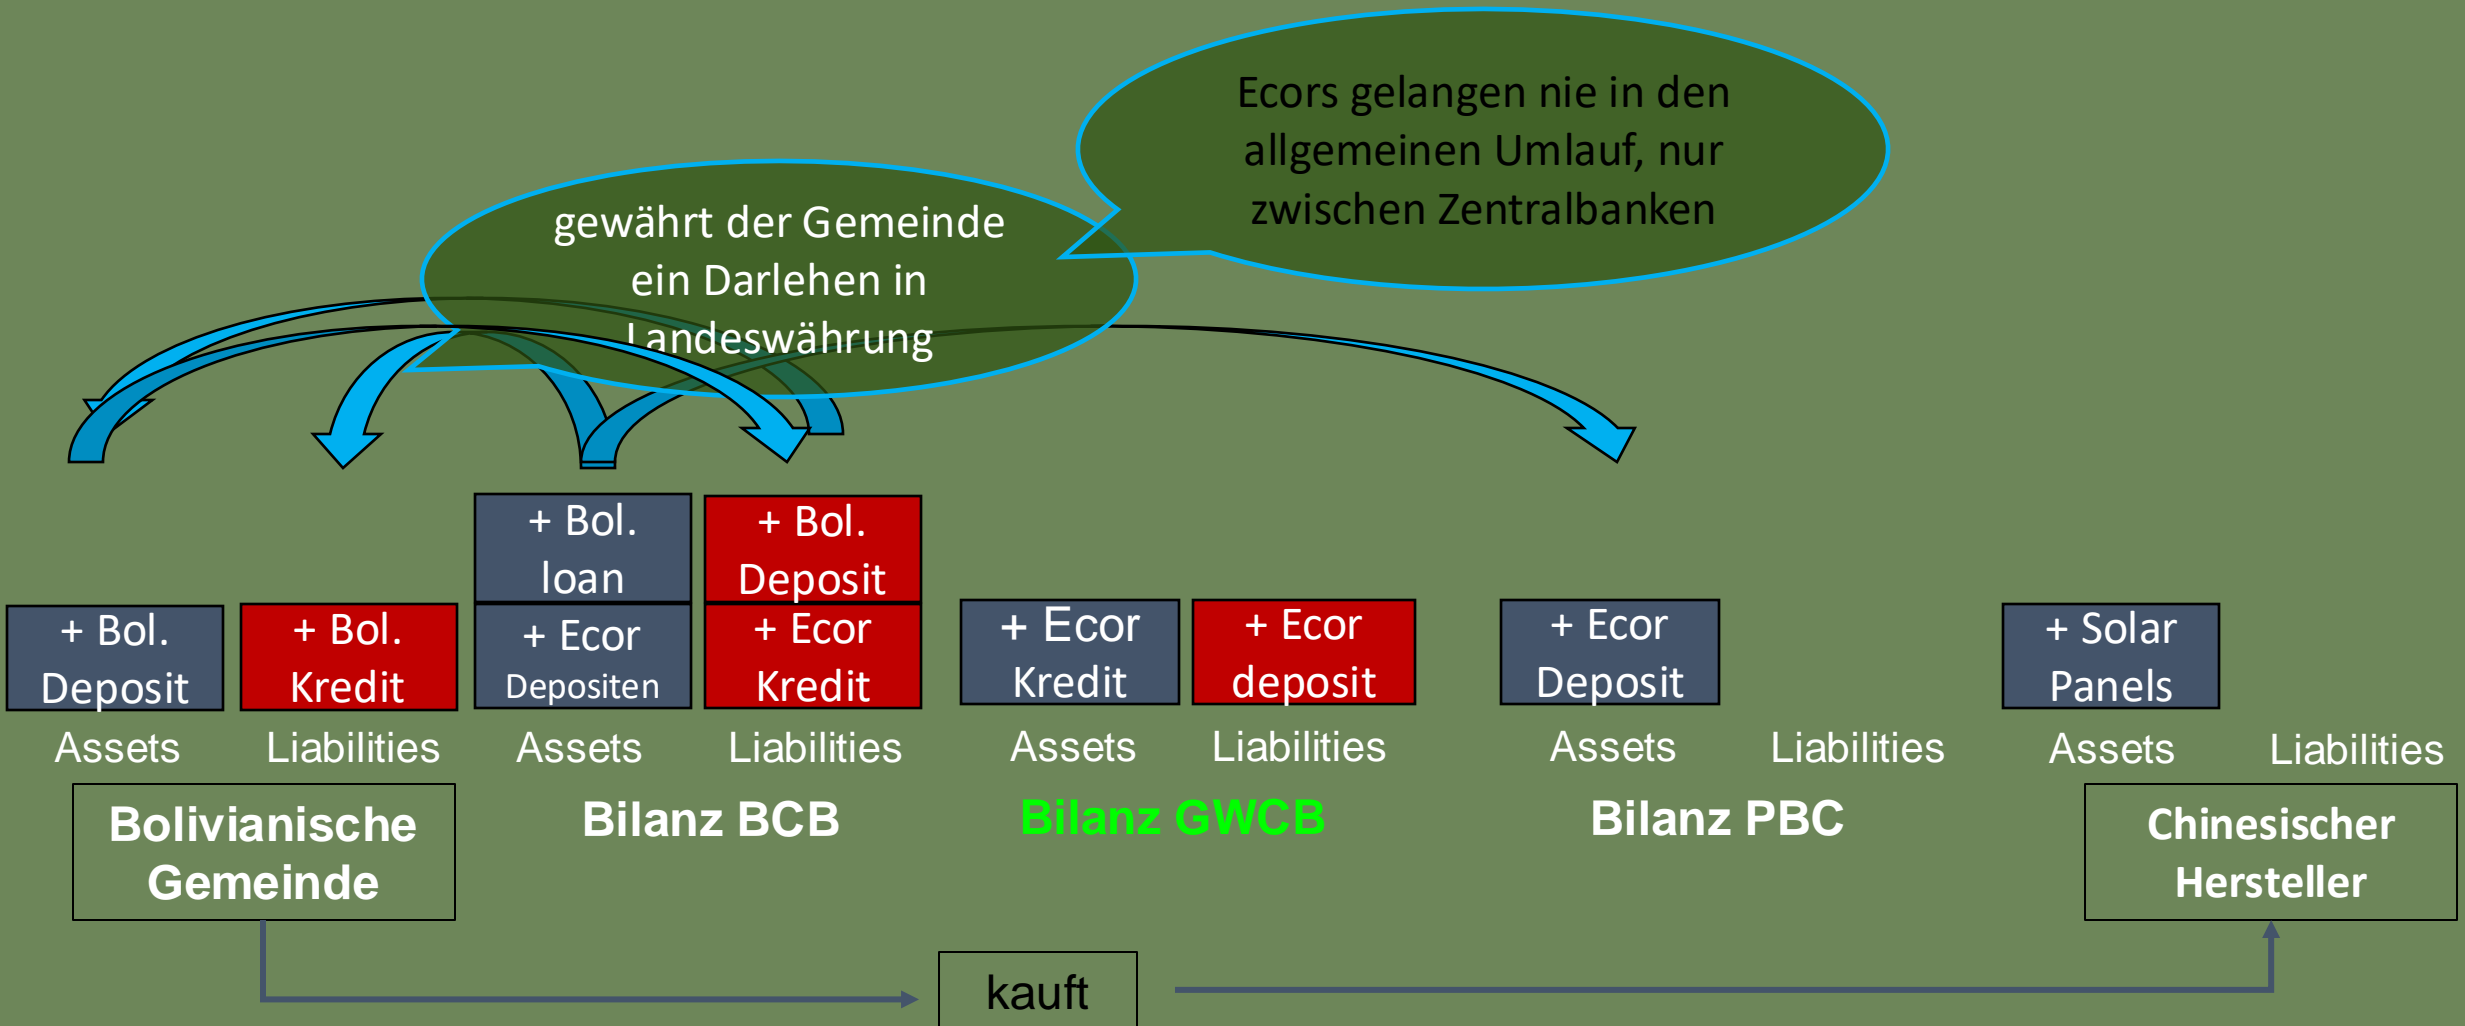 Ecors gelangen nie in den
allgemeinen Umlauf, nur
zwischen Zentralbanken
gewährt der Gemeinde
ein Darlehen in
Landeswährung
+ Bol.
Deposit
+ Bol.
Kredit
+ Bol.
loan
+ Ecor
Depositen
+ Bol.
Deposit
+ Ecor
Kredit
+ Ecor
Kredit
+ Ecor
deposit
+ Ecor
Deposit
+ Solar
Panels
Assets
Liabilities
Assets
Liabilities
Assets
Liabilities
Assets
Liabilities
Assets
Liabilities
Bolivianische
Gemeinde
Bilanz BCB
Bilanz GWCB
Bilanz PBC
Chinesischer
Hersteller
kauft